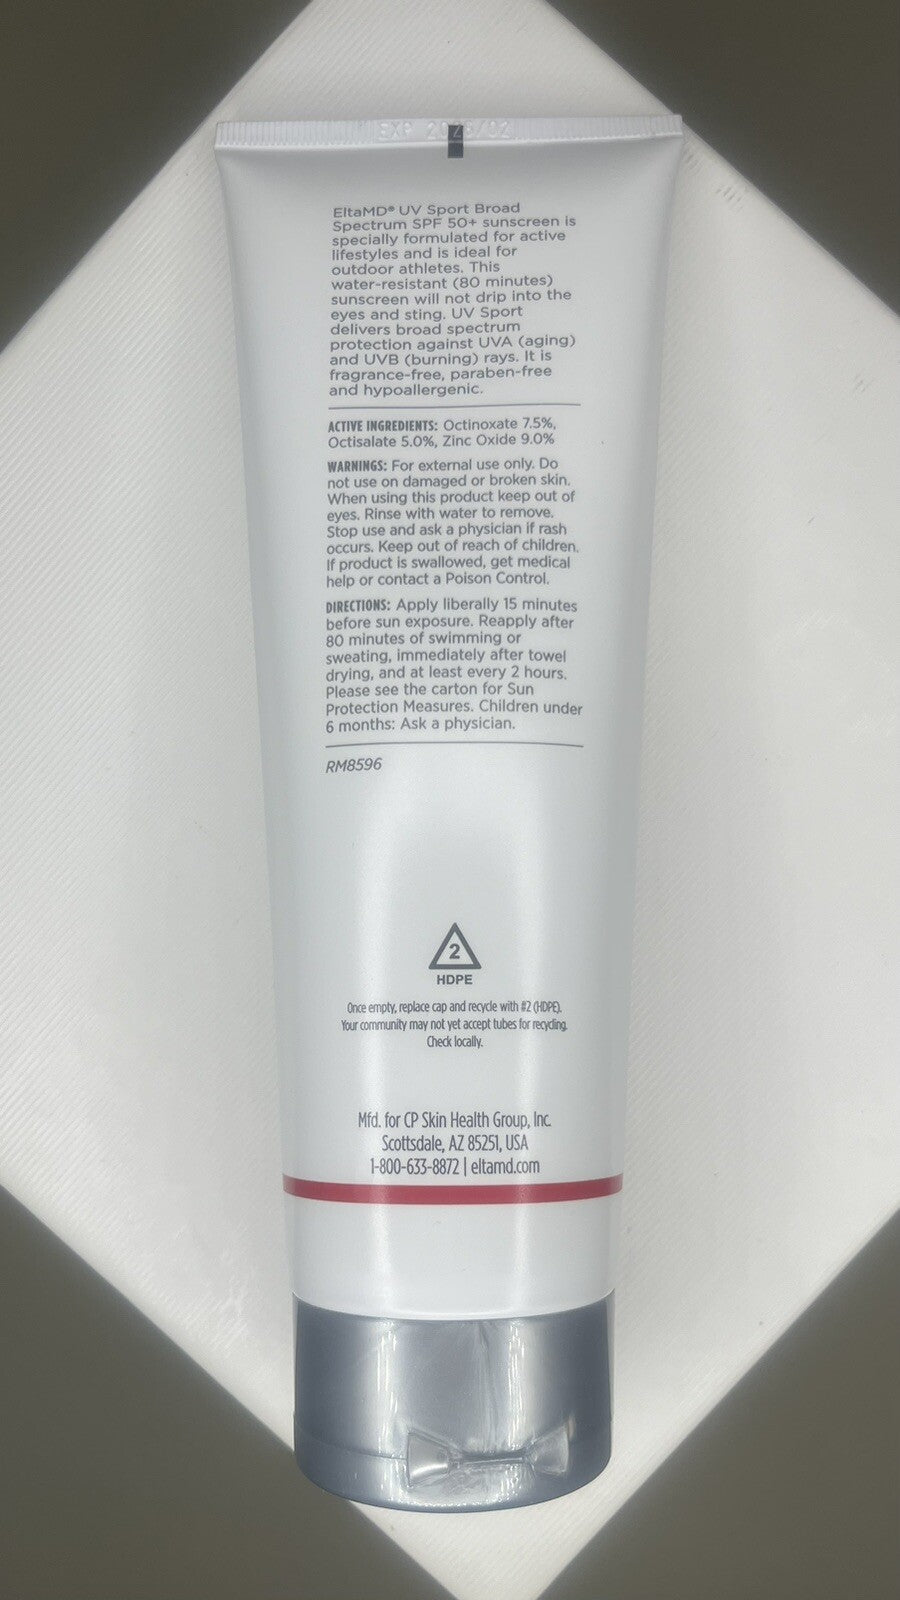 EXP 2028/02
EltaMD® UV Sport Broad
Spectrum SPF 50+ sunscreen is
specially formulated for active
lifestyles and is ideal for
outdoor athletes. This
water-resistant (80 minutes)
sunscreen will not drip into the
eyes and sting. UV Sport
delivers broad spectrum
protection against UVA (aging)
and UVB (burning) rays. It is
fragrance-free, paraben-free
and hypoallergenic.
ACTIVE INGREDIENTS: Octinoxate 7.5%,
Octisalate 5.0%, Zinc Oxide 9.0%
WARNINGS: For external use only. Do
not use on damaged or broken skin.
When using this product keep out of
eyes. Rinse with water to remove.
Stop use and ask a physician if rash
occurs. Keep out of reach of children.
If product is swallowed, get medical
help or contact a Poison Control.
DIRECTIONS: Apply liberally 15 minutes
before sun exposure. Reapply after
80 minutes of swimming or
sweating, immediately after towel
drying, and at least every 2 hours.
Please see the carton for Sun
Protection Measures. Children under
6 months: Ask a physician.
RM8596
2
HDPE
Once empty, replace cap and recycle with #2 (HDPE).
Your community may not yet accept tubes for recycling.
Check locally.
Mfd. for CP Skin Health Group, Inc.
Scottsdale, AZ 85251, USA
1-800-633-8872 | eltamd.com